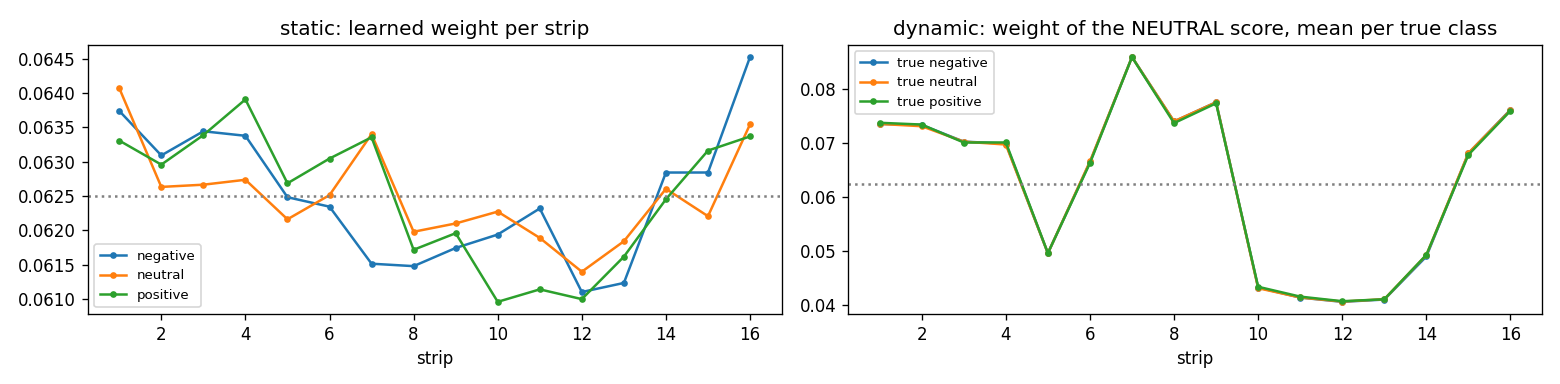 static: learned weight per strip
0.0645
0.0640
0.0635
0.0630
0.0625
0.0620
0.0615
0.0610
negative
neutral
positive
2 4 6 8 10 12 14 16
strip
dynamic: weight of the NEUTRAL score, mean per true class
true negative
true neutral
true positive
0.08
0.07
0.06
0.05
0.04
2 4 6 8 10 12 14 16
strip